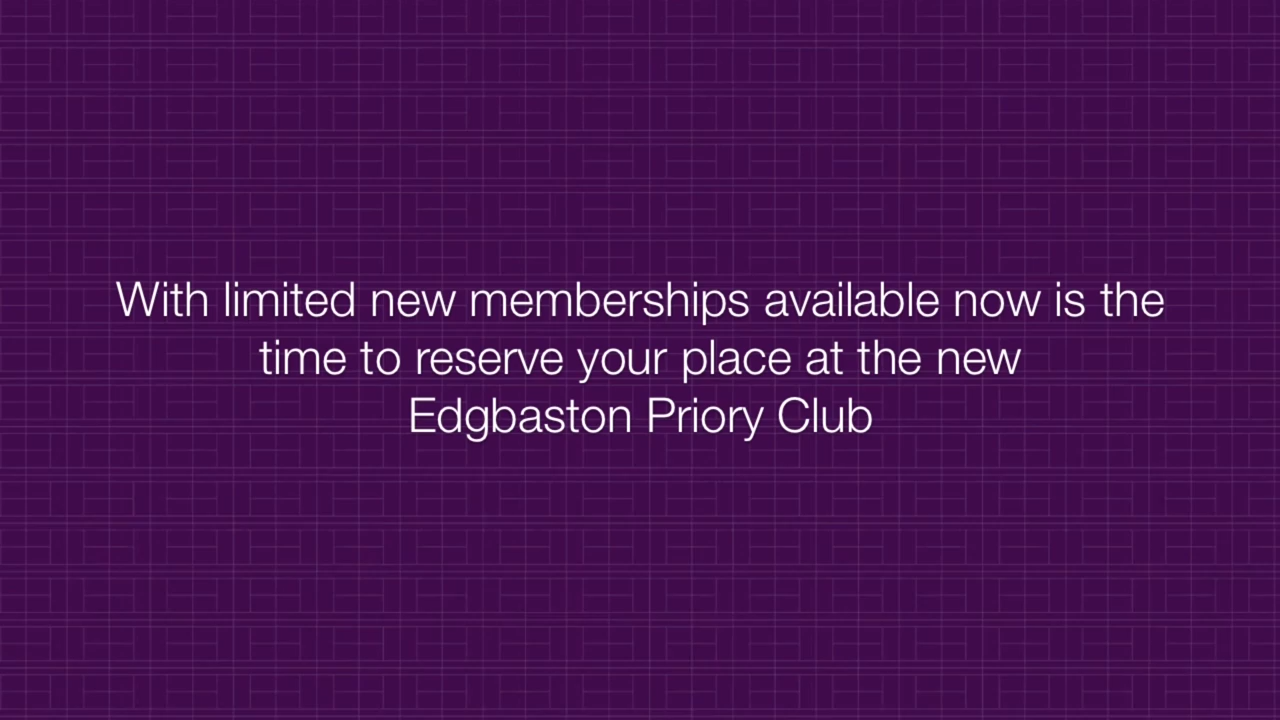 With limited new memberships available now is the
time to reserve your place at the new
Edgbaston Priory Club